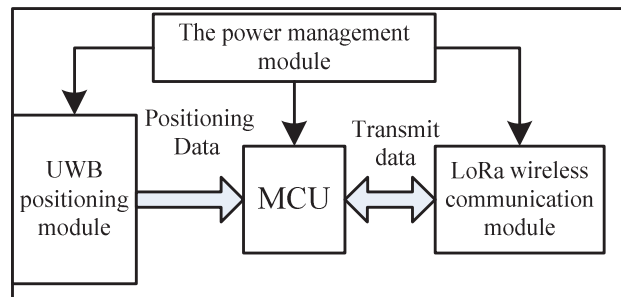 The power management
module
Positioning
Data
Transmit
data
UWB
positioning
module
MCU
LoRa wireless
communication
module